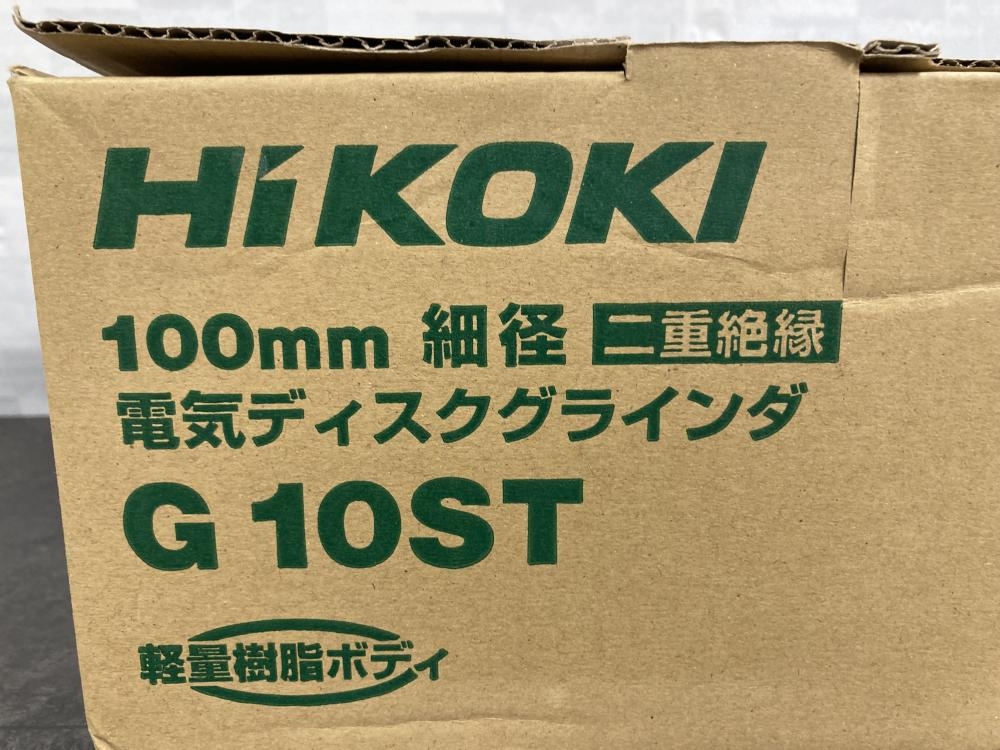 HiKOKI
100mm 細径 二重絶縁
電気ディスクグラインダ
G 10ST
軽量樹脂ボディ